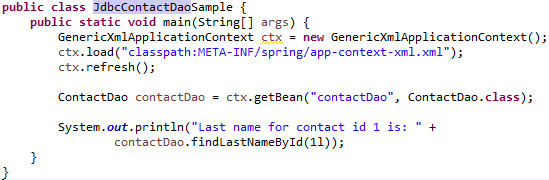 public class JdbcContactDaoSample {
    public static void main(String[] args) {
        GenericXmlApplicationContext ctx = new GenericXmlApplicationContext();
        ctx.load("classpath:META-INF/spring/app-context-xml.xml");
        ctx.refresh();

        ContactDao contactDao = ctx.getBean("contactDao", ContactDao.class);

        System.out.println("Last name for contact id 1 is: " +
                contactDao.findLastNameById(1l));
    }
}